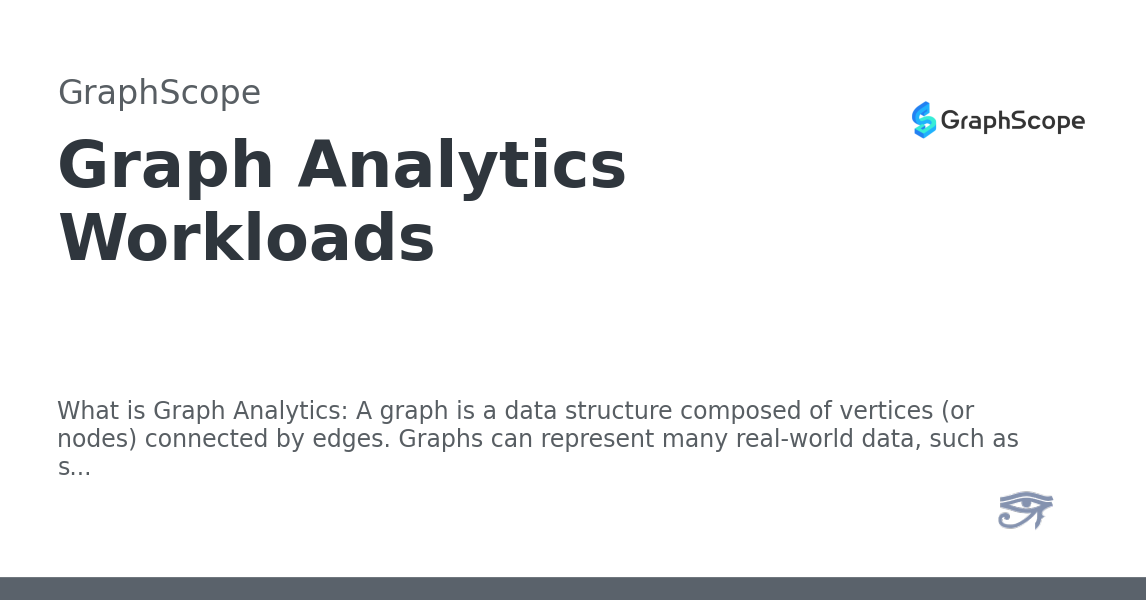 GraphScope
GraphScope
Graph Analytics
Workloads
What is Graph Analytics: A graph is a data structure composed of vertices (or
nodes) connected by edges. Graphs can represent many real-world data, such as
s...